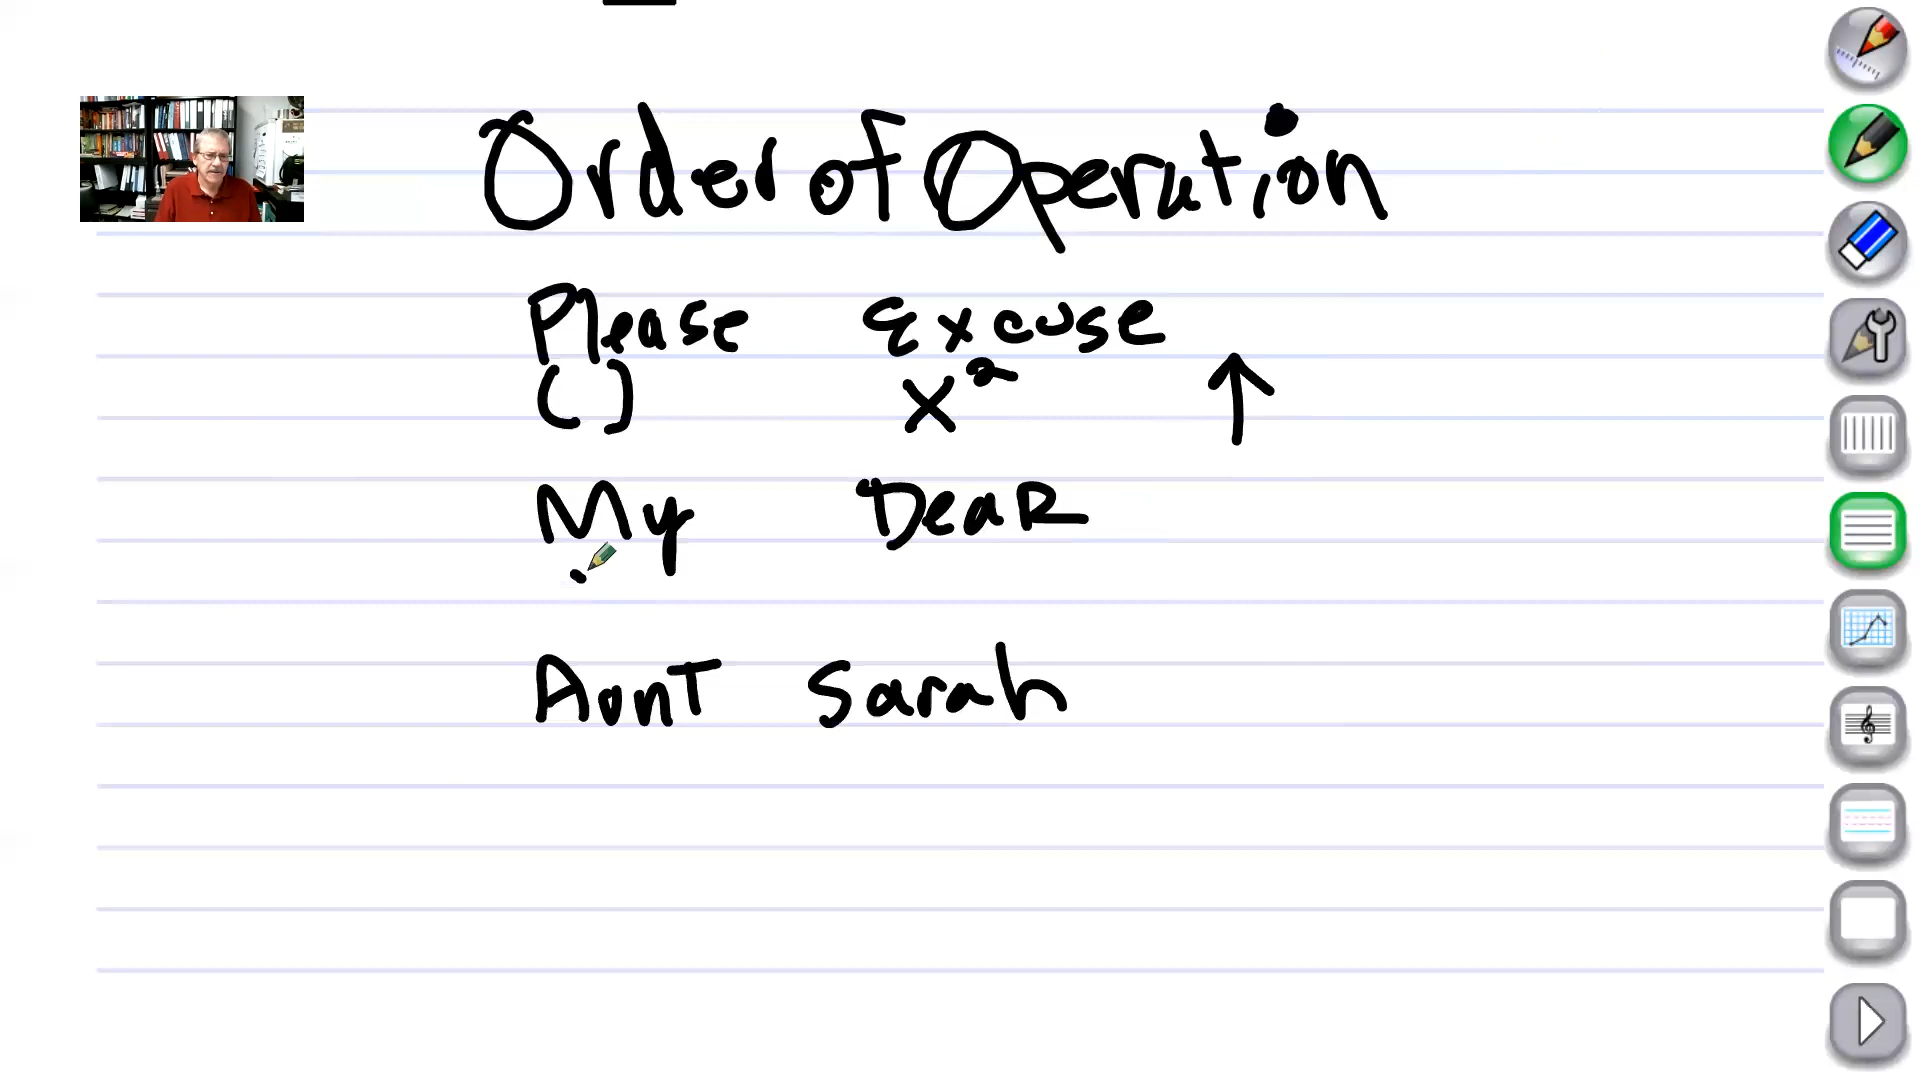 Order of Operation
Please Excuse
( ) x² ↑
My Dear
Aunt Sarah